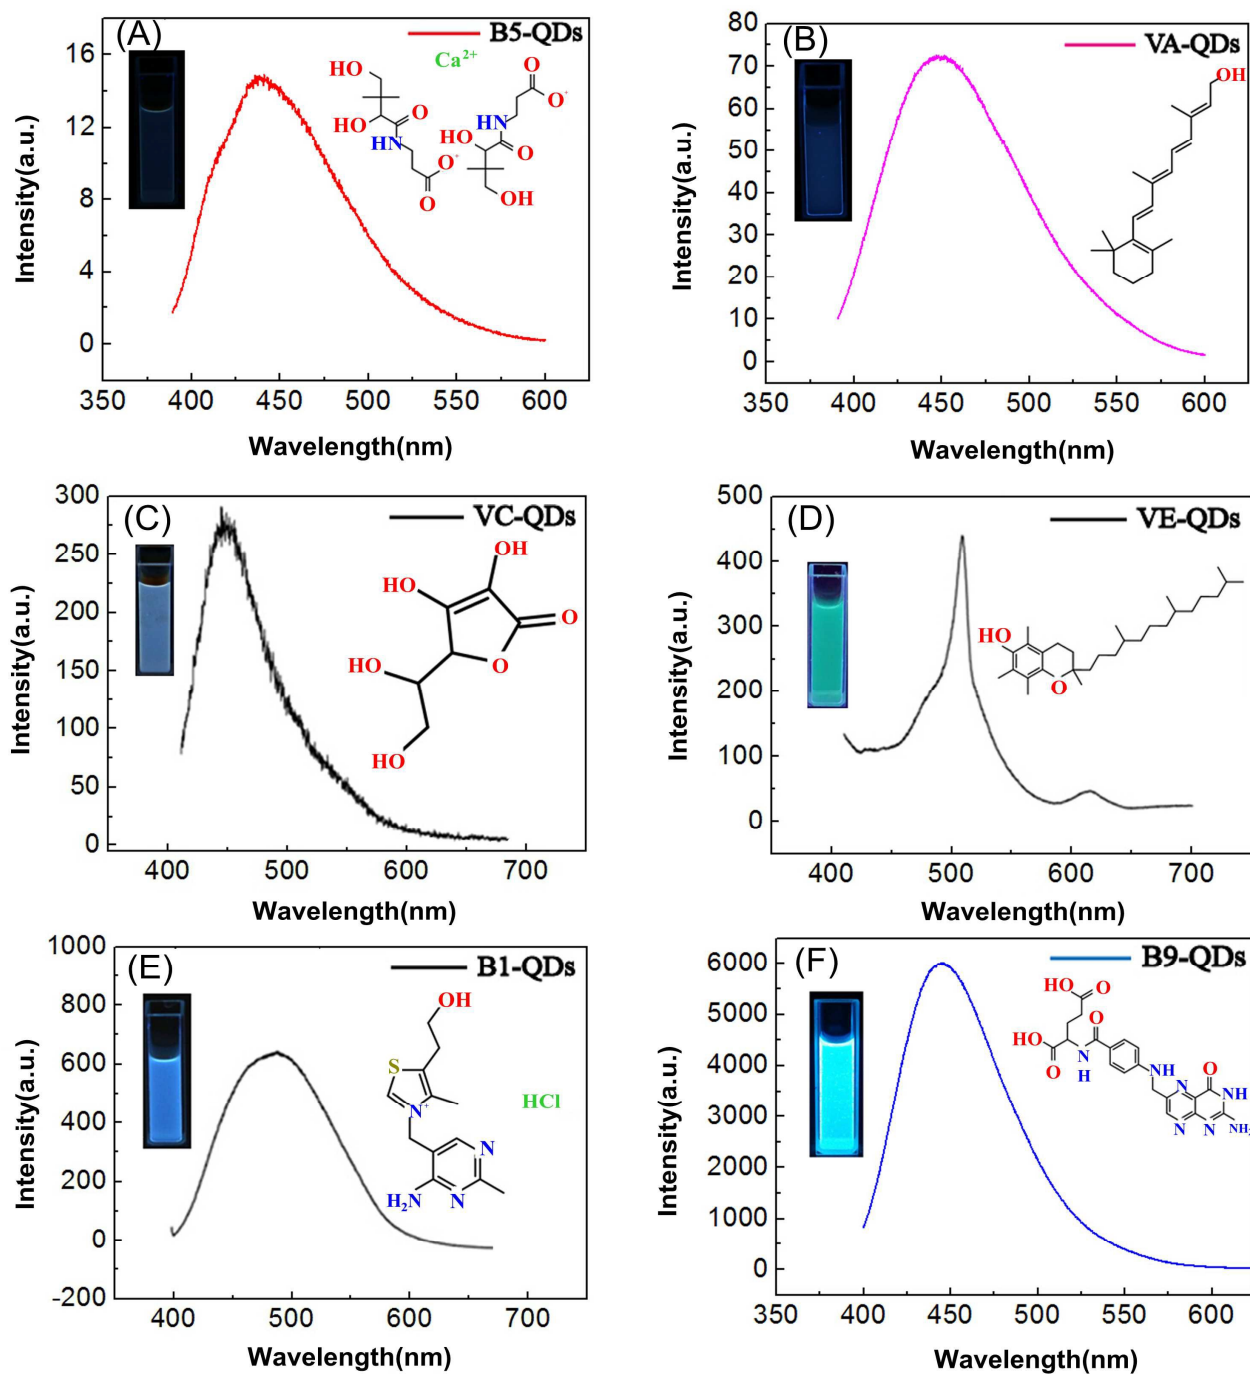 (A)
B5-QDs
Ca²⁺
HO
HO
O
HN
O⁻
O
O
O⁻
HN
HO
O
OH
Intensity(a.u.)
16
12
8
4
0
350 400 450 500 550 600
Wavelength(nm)
(B)
VA-QDs
OH
Intensity(a.u.)
80
70
60
50
40
30
20
10
0
350 400 450 500 550 600
Wavelength(nm)
(C)
VC-QDs
OH
HO
O
HO
O
HO
Intensity(a.u.)
300
250
200
150
100
50
0
400 500 600 700
Wavelength(nm)
(D)
VE-QDs
HO
O
Intensity(a.u.)
500
400
300
200
100
0
400 500 600 700
Wavelength(nm)
(E)
B1-QDs
OH
S
N⁺
HCl
N
H₂N
N
Intensity(a.u.)
1000
800
600
400
200
0
-200
400 500 600 700
Wavelength(nm)
(F)
B9-QDs
HO
O
HO
O
O
N
H
NH
N
O
NH
N
N
NH₂
Intensity(a.u.)
6000
5000
4000
3000
2000
1000
0
350 400 450 500 550 600
Wavelength(nm)